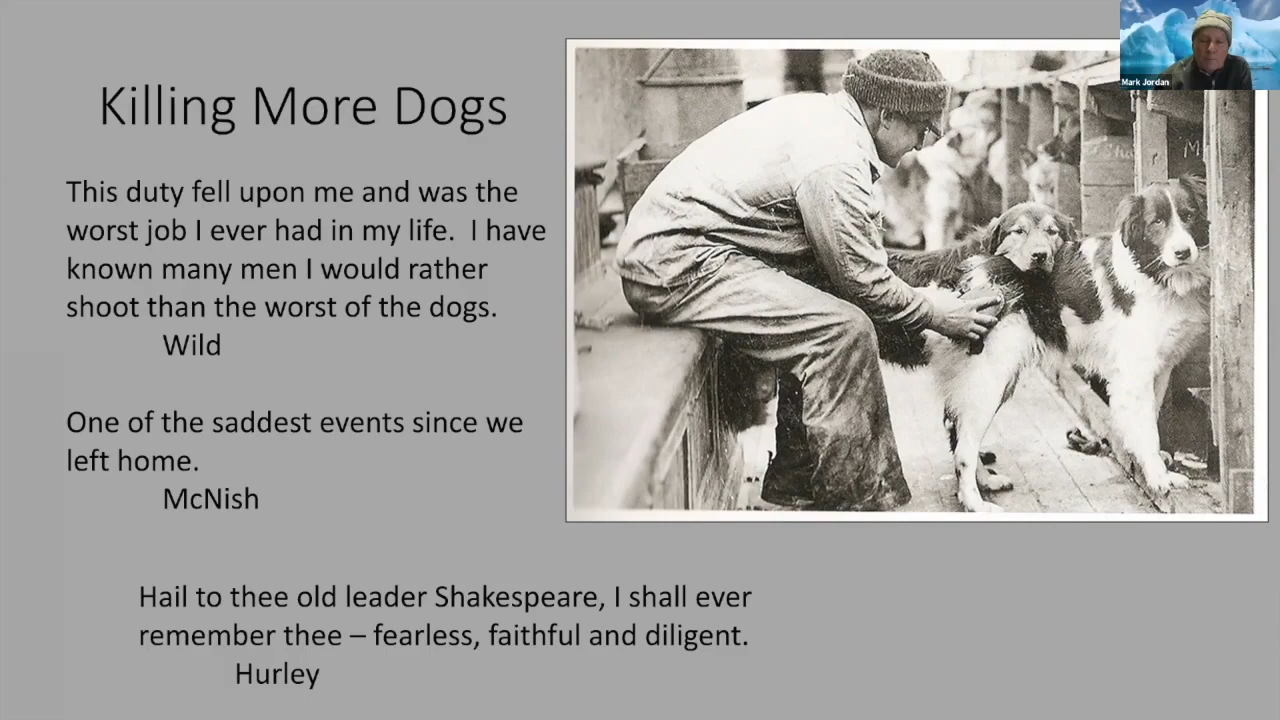 Killing More Dogs
This duty fell upon me and was the
worst job I ever had in my life.  I have
known many men I would rather
shoot than the worst of the dogs.
Wild
One of the saddest events since we
left home.
McNish
Hail to thee old leader Shakespeare, I shall ever
remember thee – fearless, faithful and diligent.
Hurley
Mark Jordan